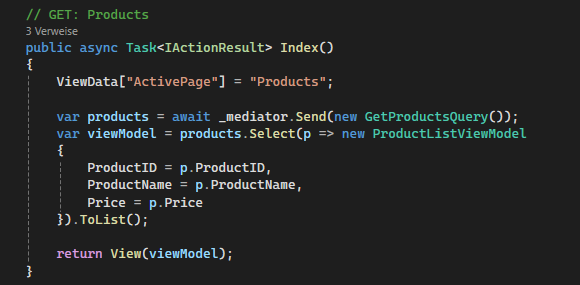 // GET: Products
3 Verweise
public async Task<IActionResult> Index()
{
    ViewData["ActivePage"] = "Products";

    var products = await _mediator.Send(new GetProductsQuery());
    var viewModel = products.Select(p => new ProductListViewModel
    {
        ProductID = p.ProductID,
        ProductName = p.ProductName,
        Price = p.Price
    }).ToList();

    return View(viewModel);
}